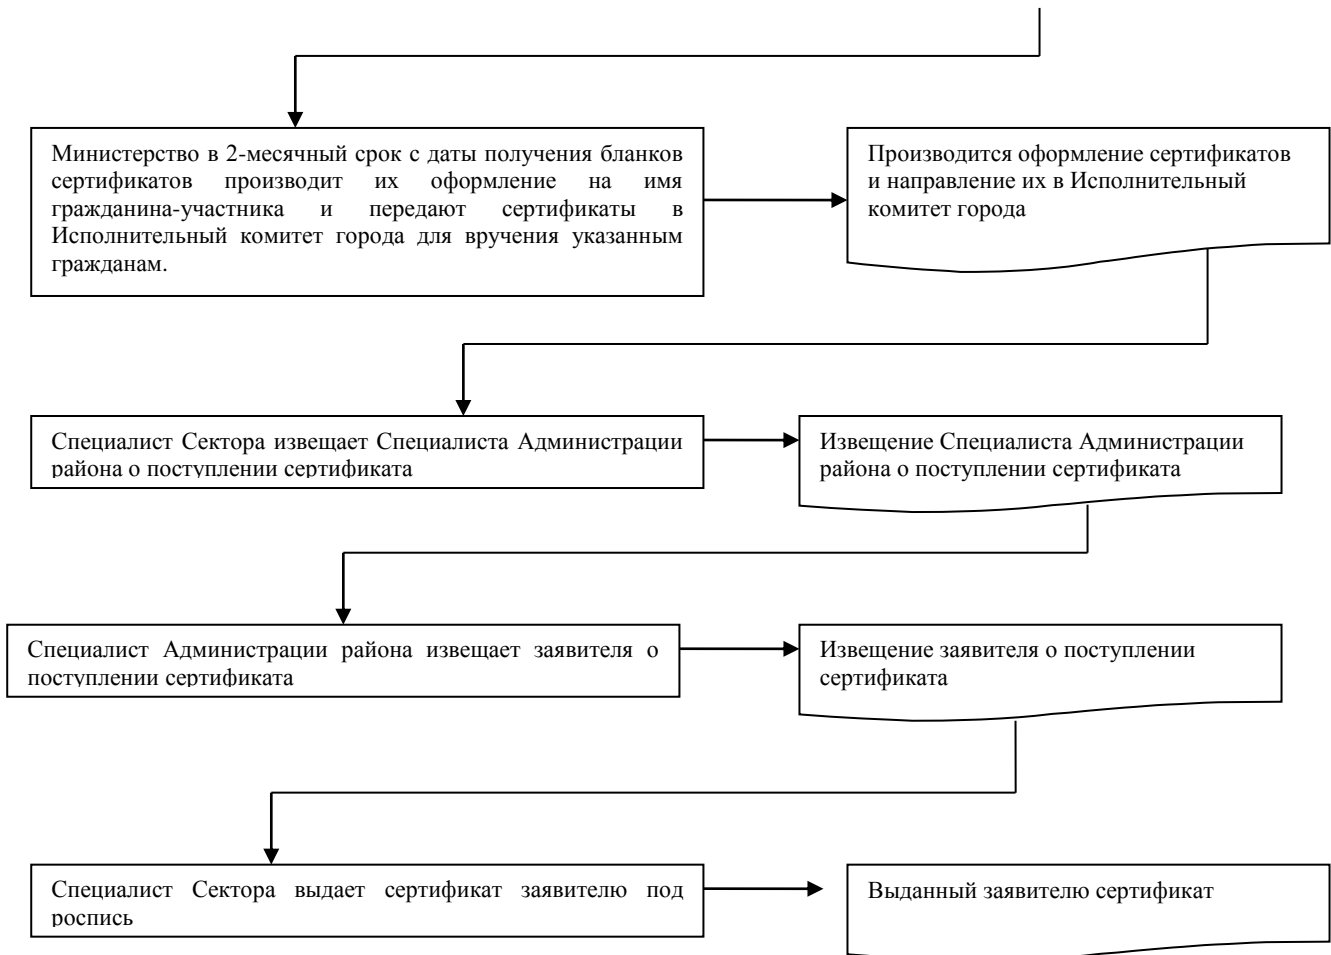 Министерство в 2-месячный срок с даты получения бланков
сертификатов производит их оформление на имя
гражданина-участника и передают сертификаты в
Исполнительный комитет города для вручения указанным
гражданам.
Производится оформление сертификатов
и направление их в Исполнительный
комитет города
Специалист Сектора извещает Специалиста Администрации
района о поступлении сертификата
Извещение Специалиста Администрации
района о поступлении сертификата
Специалист Администрации района извещает заявителя о
поступлении сертификата
Извещение заявителя о поступлении
сертификата
Специалист Сектора выдает сертификат заявителю под
роспись
Выданный заявителю сертификат